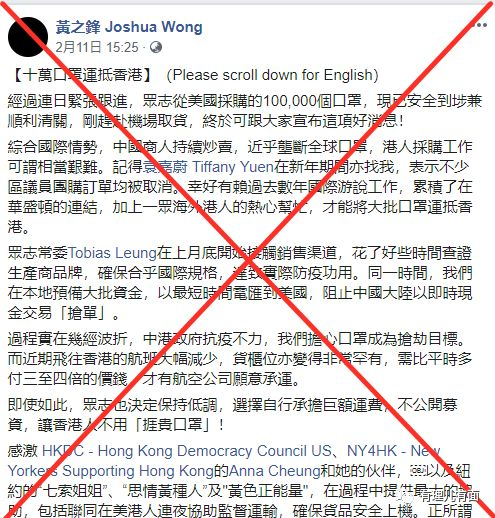 黃之鋒 Joshua Wong
2月11日 15:25
【十萬口罩運抵香港】（Please scroll down for English）
經過連日緊張跟進，眾志從美國採購的100,000個口罩，現已安全到埗兼
順利清關，剛趕赴機場取貨，終於可跟大家宣布這項好消息！
綜合國際情勢，中國商人持續炒賣，近乎壟斷全球口罩，港人採購工作
可謂相當艱難。記得袁嘉蔚 Tiffany Yuen在新年期間亦找我，表示不少
區議員團購訂單均被取消。幸好有賴過去數年國際游說工作，累積了在
華盛頓的連結，加上一眾海外港人的熱心幫忙，才能將大批口罩運抵香
港。
眾志常委Tobias Leung在上月底開始接觸銷售渠道，花了好些時間查證
生產商品牌，確保合乎國際規格，達到實際防疫功用。同一時間，我們
在本地預備大批資金，以最短時間電匯到美國，阻止中國大陸以即時現
金交易「搶單」。
過程實在幾經波折，中港政府抗疫不力，我們擔心口罩成為搶劫目標。
而近期飛往香港的航班大幅減少，貨櫃位亦變得非常罕有，需比平時多
付三至四倍的價錢，才有航空公司願意承運。
即使如此，眾志也決定保持低調，選擇自行承擔巨額運費，不公開募
資，讓香港人不用「捱貴口罩」！
感激 HKDC - Hong Kong Democracy Council US、NY4HK - New
Yorkers Supporting Hong Kong的Anna Cheung和她的伙伴，以及紐
約的“七索姐姐”、“思情黃種人”及"黃色正能量"，在過程中提供最大的協
助，包括聯同在美港人連夜協助監督運輸，確保貨品安全上機。正所謂